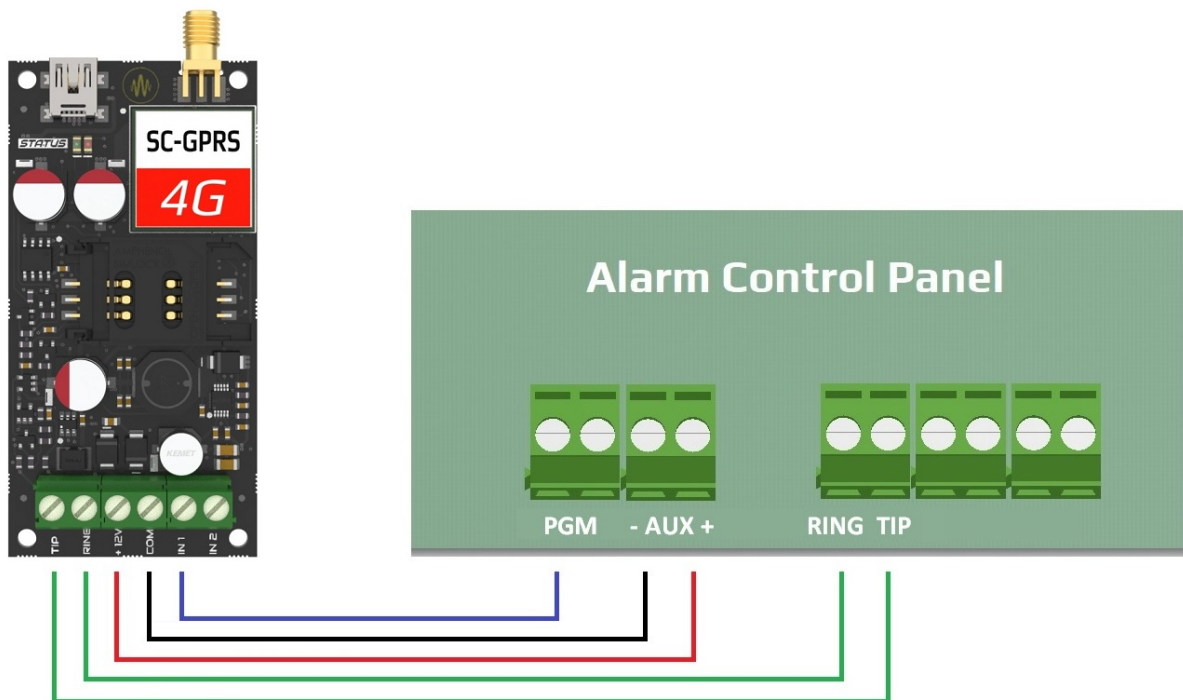 STATUS
SC-GPRS
4G
KEMET
TIP
RING
+12V
COM
IN 1
IN 2
Alarm Control Panel
PGM
- AUX +
RING TIP